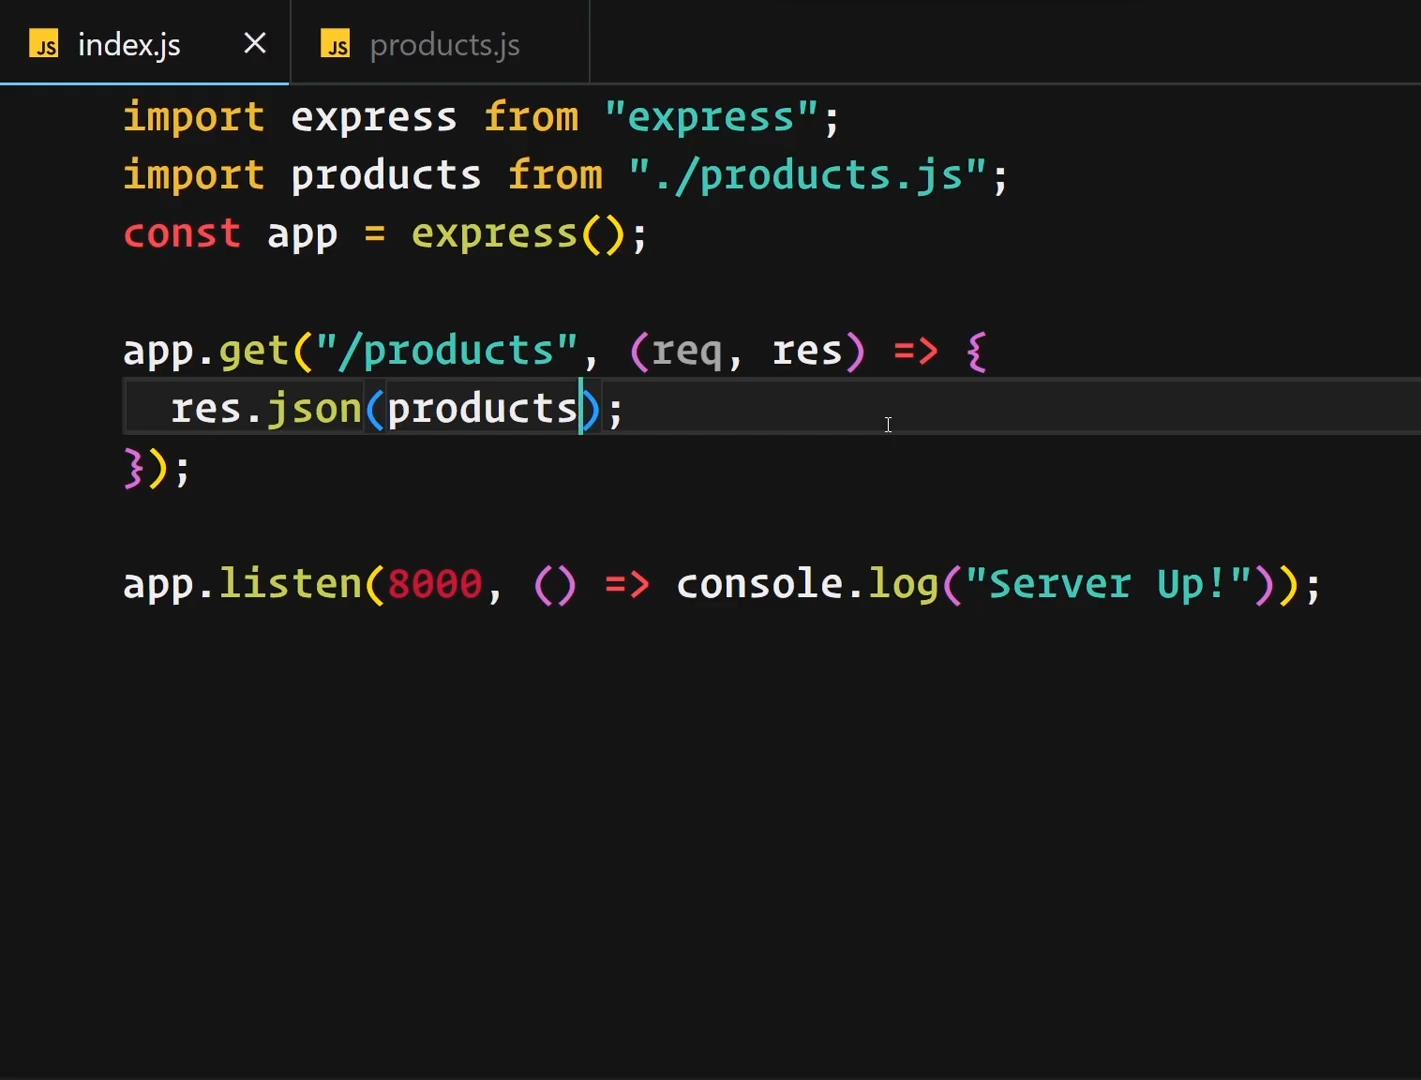 JS index.js
JS products.js
import express from "express";
import products from "./products.js";
const app = express();
app.get("/products", (req, res) => {
  res.json(products);
});
app.listen(8000, () => console.log("Server Up!"));